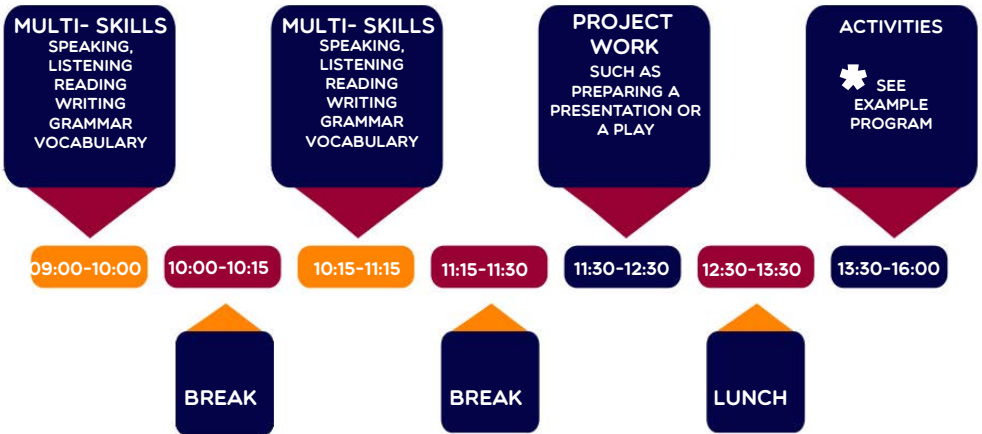 MULTI- SKILLS
SPEAKING,
LISTENING
READING
WRITING
GRAMMAR
VOCABULARY
MULTI- SKILLS
SPEAKING,
LISTENING
READING
WRITING
GRAMMAR
VOCABULARY
PROJECT
WORK
SUCH AS
PREPARING A
PRESENTATION OR
A PLAY
ACTIVITIES
* SEE
EXAMPLE
PROGRAM
09:00-10:00
10:00-10:15
10:15-11:15
11:15-11:30
11:30-12:30
12:30-13:30
13:30-16:00
BREAK
BREAK
LUNCH